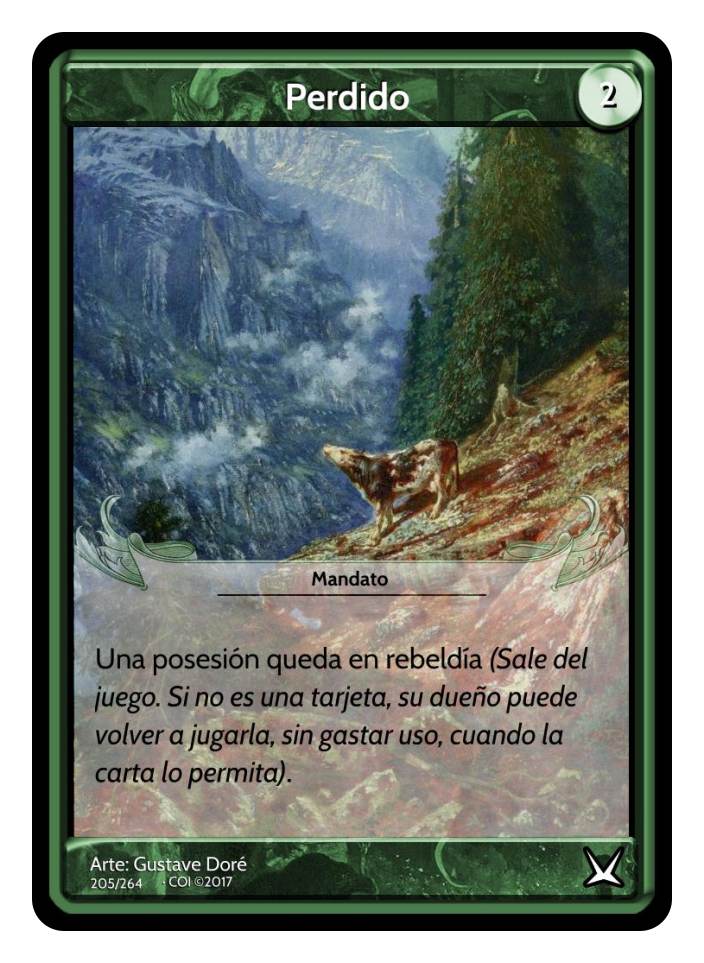 Perdido
2
Mandato
Una posesión queda en rebeldía (Sale del
juego. Si no es una tarjeta, su dueño puede
volver a jugarla, sin gastar uso, cuando la
carta lo permita).
Arte: Gustave Doré
205/264 · COI ©2017